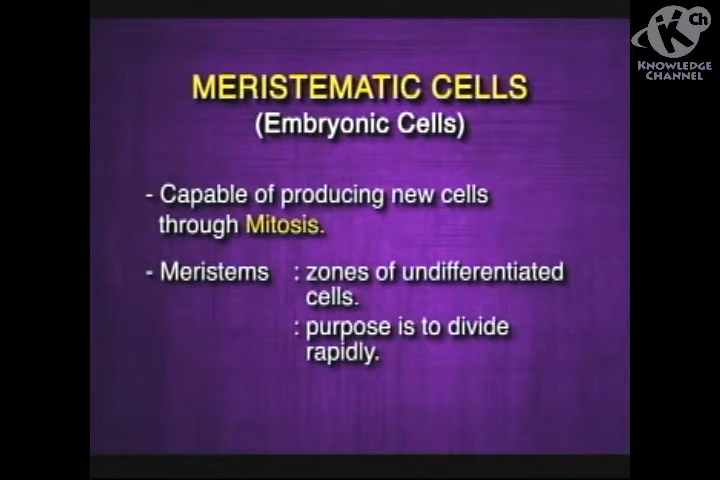 Ch
K
KNOWLEDGE
CHANNEL
MERISTEMATIC CELLS
(Embryonic Cells)
- Capable of producing new cells
through Mitosis.
- Meristems : zones of undifferentiated
cells.
: purpose is to divide
rapidly.